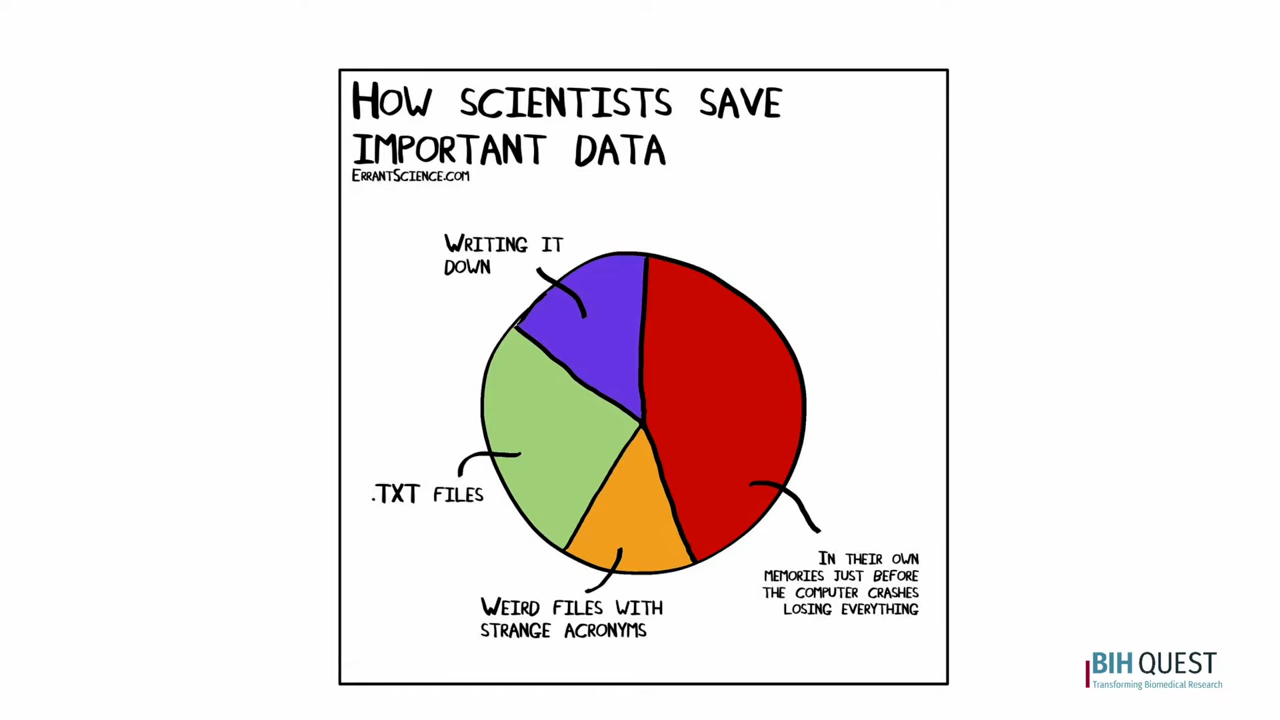 HOW SCIENTISTS SAVE
IMPORTANT DATA
ERRANTSCIENCE.COM
WRITING IT
DOWN
.TXT FILES
WEIRD FILES WITH
STRANGE ACRONYMS
IN THEIR OWN
MEMORIES JUST BEFORE
THE COMPUTER CRASHES
LOSING EVERYTHING
BIH QUEST
Transforming Biomedical Research